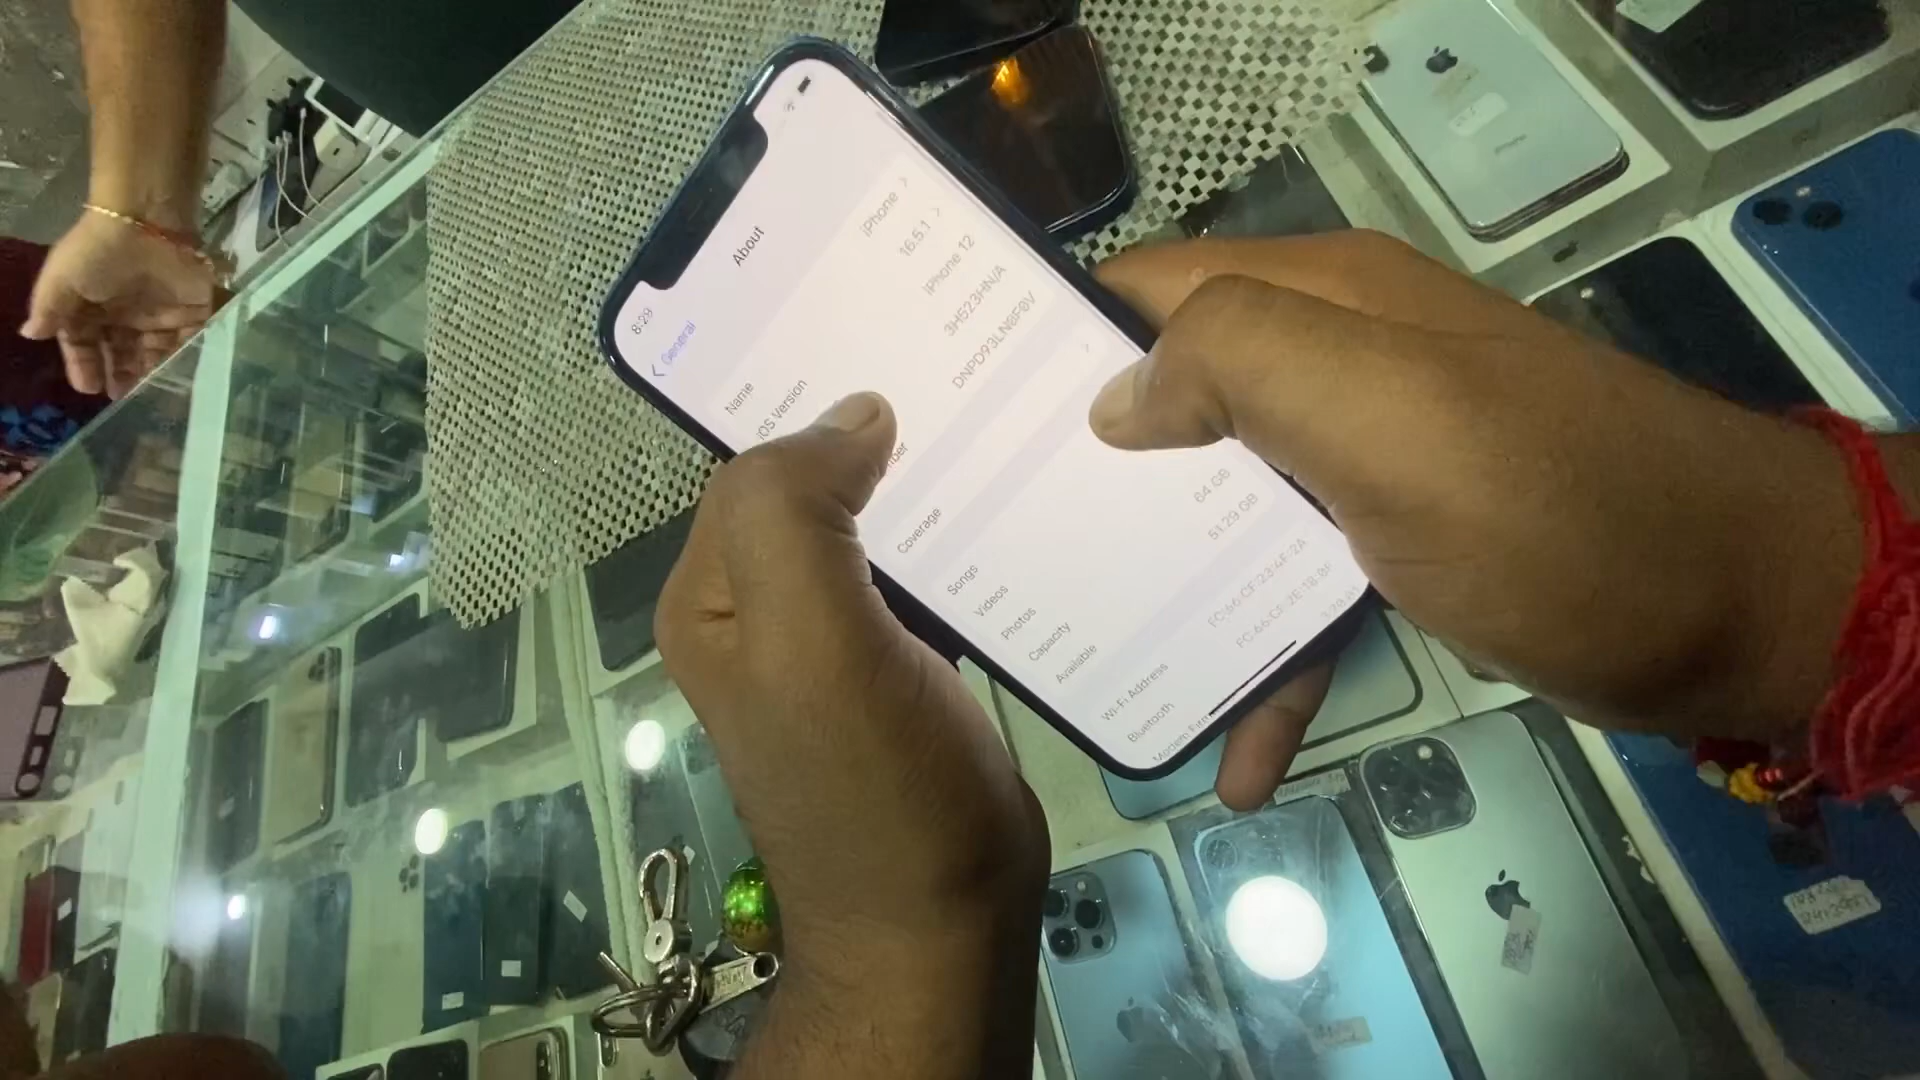 8:29
General
About
Name iPhone
iOS Version 16.5.1
iPhone 12
3H523HN/A
DNPD93LN0F0V
Coverage
Songs
Videos
Photos
Capacity 64 GB
Available 51.29 GB
Wi-Fi Address FC:66:CF:23:4F:2A
Bluetooth FC:66:CF:2E:18:0F